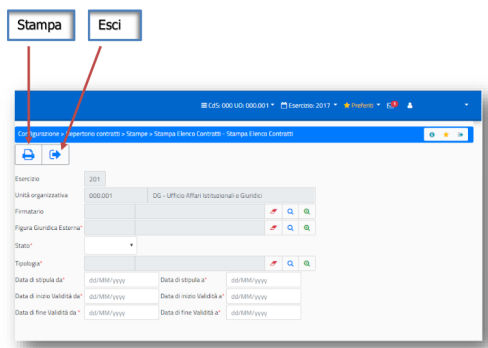 Stampa Esci
CdS: 000 UO: 000.001 Esercizio: 2017 Preferiti
Configurazione > Repertorio contratti > Stampe > Stampa Elenco Contratti - Stampa Elenco Contratti
Esercizio 201
Unità organizzativa 000.001 DG - Ufficio Affari Istituzionali e Giuridici
Firmatario
Figura Giuridica Esterna*
Stato*
Tipologia*
Data di stipula da* dd/MM/yyyy Data di stipula a* dd/MM/yyyy
Data di inizio Validità da* dd/MM/yyyy Data di inizio Validità a* dd/MM/yyyy
Data di fine Validità da * dd/MM/yyyy Data di fine Validità a* dd/MM/yyyy